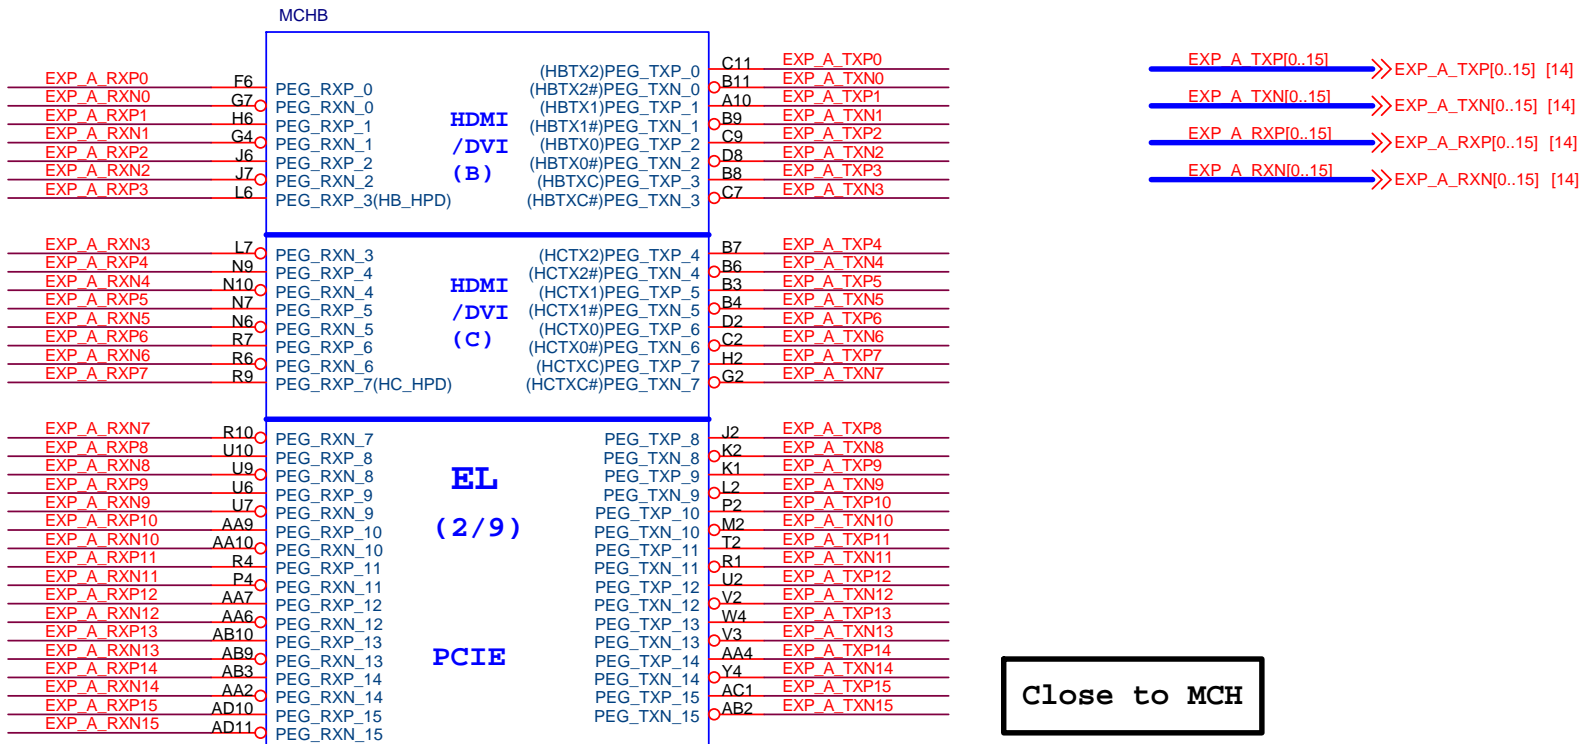 MCHB
EXP_A_RXP0 F6 PEG_RXP_0 (HBTX2)PEG_TXP_0 C11 EXP_A_TXP0
EXP_A_RXN0 G7 PEG_RXN_0 (HBTX2#)PEG_TXN_0 B11 EXP_A_TXN0
EXP_A_RXP1 H6 PEG_RXP_1 (HBTX1)PEG_TXP_1 A10 EXP_A_TXP1
EXP_A_RXN1 G4 PEG_RXN_1 (HBTX1#)PEG_TXN_1 B9 EXP_A_TXN1
EXP_A_RXP2 J6 PEG_RXP_2 (HBTX0)PEG_TXP_2 C9 EXP_A_TXP2
EXP_A_RXN2 J7 PEG_RXN_2 (HBTX0#)PEG_TXN_2 D8 EXP_A_TXN2
EXP_A_RXP3 L6 PEG_RXP_3(HB_HPD) (HBTXC)PEG_TXP_3 B8 EXP_A_TXP3
(HBTXC#)PEG_TXN_3 C7 EXP_A_TXN3
HDMI
/DVI
(B)
EXP_A_RXN3 L7 PEG_RXN_3 (HCTX2)PEG_TXP_4 B7 EXP_A_TXP4
EXP_A_RXP4 N9 PEG_RXP_4 (HCTX2#)PEG_TXN_4 B6 EXP_A_TXN4
EXP_A_RXN4 N10 PEG_RXN_4 (HCTX1)PEG_TXP_5 B3 EXP_A_TXP5
EXP_A_RXP5 N7 PEG_RXP_5 (HCTX1#)PEG_TXN_5 B4 EXP_A_TXN5
EXP_A_RXN5 N6 PEG_RXN_5 (HCTX0)PEG_TXP_6 D2 EXP_A_TXP6
EXP_A_RXP6 R7 PEG_RXP_6 (HCTX0#)PEG_TXN_6 C2 EXP_A_TXN6
EXP_A_RXN6 R6 PEG_RXN_6 (HCTXC)PEG_TXP_7 H2 EXP_A_TXP7
EXP_A_RXP7 R9 PEG_RXP_7(HC_HPD) (HCTXC#)PEG_TXN_7 G2 EXP_A_TXN7
HDMI
/DVI
(C)
EXP_A_RXN7 R10 PEG_RXN_7 PEG_TXP_8 J2 EXP_A_TXP8
EXP_A_RXP8 U10 PEG_RXP_8 PEG_TXN_8 K2 EXP_A_TXN8
EXP_A_RXN8 U9 PEG_RXN_8 PEG_TXP_9 K1 EXP_A_TXP9
EXP_A_RXP9 U6 PEG_RXP_9 PEG_TXN_9 L2 EXP_A_TXN9
EXP_A_RXN9 U7 PEG_RXN_9 PEG_TXP_10 P2 EXP_A_TXP10
EXP_A_RXP10 AA9 PEG_RXP_10 PEG_TXN_10 M2 EXP_A_TXN10
EXP_A_RXN10 AA10 PEG_RXN_10 PEG_TXP_11 T2 EXP_A_TXP11
EXP_A_RXP11 R4 PEG_RXP_11 PEG_TXN_11 R1 EXP_A_TXN11
EXP_A_RXN11 P4 PEG_RXN_11 PEG_TXP_12 U2 EXP_A_TXP12
EXP_A_RXP12 AA7 PEG_RXP_12 PEG_TXN_12 V2 EXP_A_TXN12
EXP_A_RXN12 AA6 PEG_RXN_12 PEG_TXP_13 W4 EXP_A_TXP13
EXP_A_RXP13 AB10 PEG_RXP_13 PEG_TXN_13 V3 EXP_A_TXN13
EXP_A_RXN13 AB9 PEG_RXN_13 PEG_TXP_14 AA4 EXP_A_TXP14
EXP_A_RXP14 AB3 PEG_RXP_14 PEG_TXN_14 Y4 EXP_A_TXN14
EXP_A_RXN14 AA2 PEG_RXN_14 PEG_TXP_15 AC1 EXP_A_TXP15
EXP_A_RXP15 AD10 PEG_RXP_15 PEG_TXN_15 AB2 EXP_A_TXN15
EXP_A_RXN15 AD11 PEG_RXN_15
EL
(2/9)
PCIE
EXP_A_TXP[0..15] EXP_A_TXP[0..15] [14]
EXP_A_TXN[0..15] EXP_A_TXN[0..15] [14]
EXP_A_RXP[0..15] EXP_A_RXP[0..15] [14]
EXP_A_RXN[0..15] EXP_A_RXN[0..15] [14]
Close to MCH